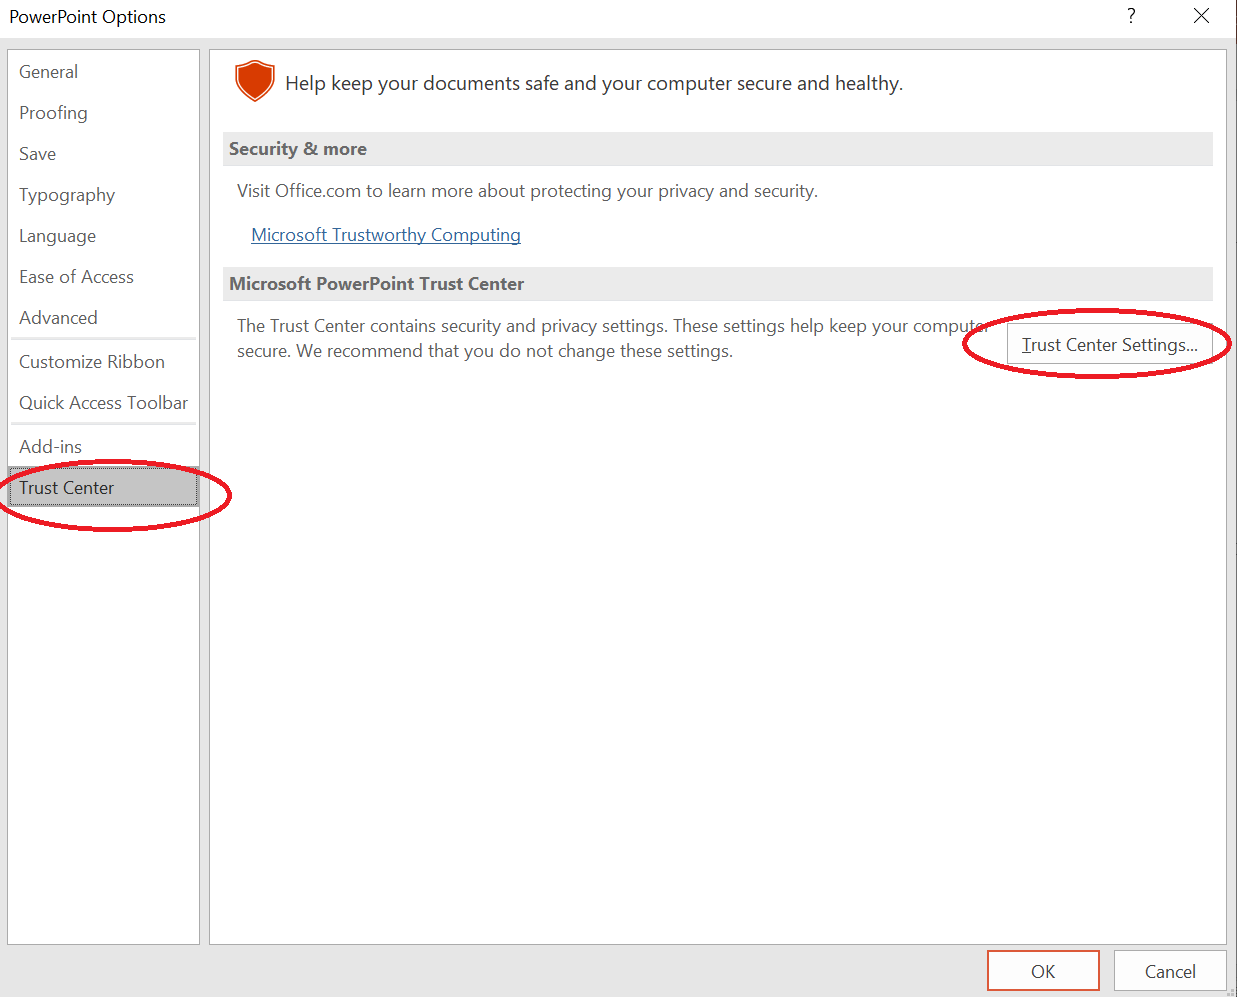 PowerPoint Options
?
General
Proofing
Save
Typography
Language
Ease of Access
Advanced
Customize Ribbon
Quick Access Toolbar
Add-ins
Trust Center
Help keep your documents safe and your computer secure and healthy.
Security & more
Visit Office.com to learn more about protecting your privacy and security.
Microsoft Trustworthy Computing
Microsoft PowerPoint Trust Center
The Trust Center contains security and privacy settings. These settings help keep your computer
secure. We recommend that you do not change these settings.
Trust Center Settings...
OK
Cancel